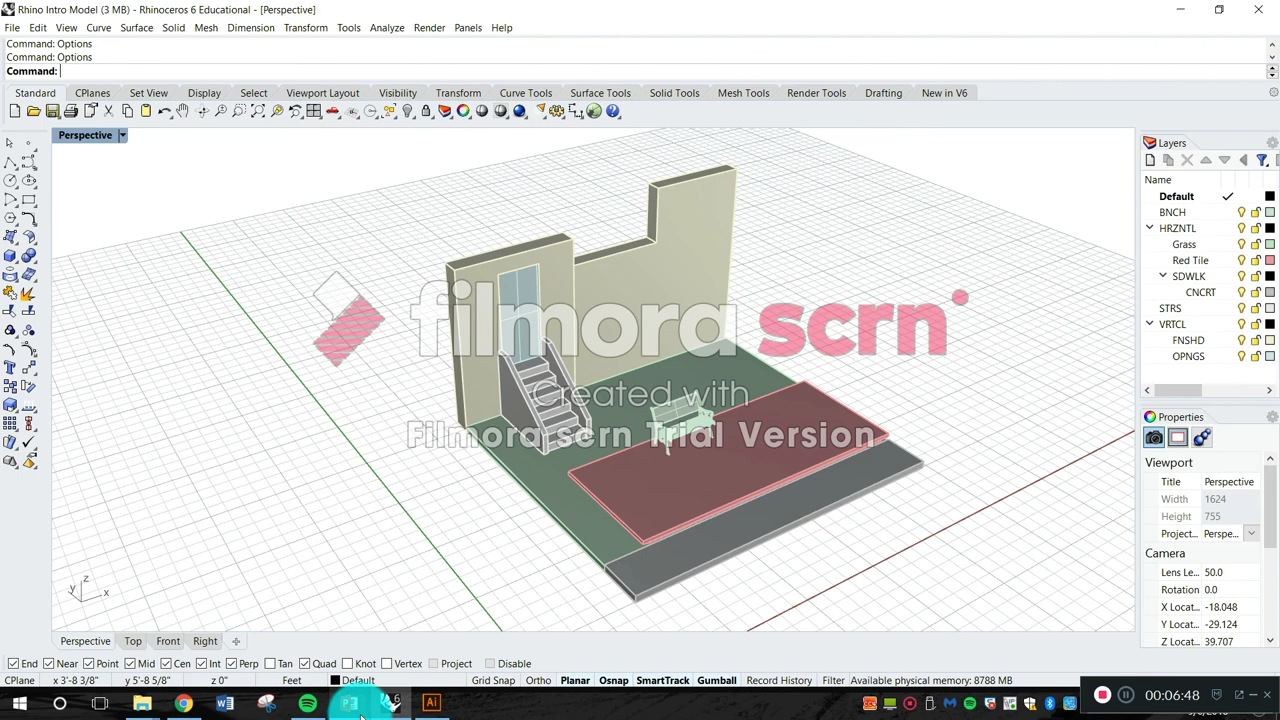 Rhino Intro Model (3 MB) - Rhinoceros 6 Educational - [Perspective]
File Edit View Curve Surface Solid Mesh Dimension Transform Tools Analyze Render Panels Help
Command: Options
Command: Options
Command:
Standard CPlanes Set View Display Select Viewport Layout Visibility Transform Curve Tools Surface Tools Solid Tools Mesh Tools Render Tools Drafting New in V6
Perspective
Layers
Name
Default
BNCH
HRZNTL
Grass
Red Tile
SDWLK
CNCRT
STRS
VRTCL
FNSHD
OPNGS
filmora scrn
Created with
Filmora scrn Trial Version
Properties
Viewport
Title Perspective
Width 1624
Height 755
Projec... Perspe...
Camera
Lens Le... 50.0
Rotation 0.0
X Locat... -18.048
Y Locat... -29.124
Z Locat... 39.707
z
y x
Perspective Top Front Right
End Near Point Mid Cen Int Perp Tan Quad Knot Vertex Project Disable
CPlane x 3'-8 3/8" y 5'-8 5/8" z 0" Feet Default Grid Snap Ortho Planar Osnap SmartTrack Gumball Record History Filter Available physical memory: 8788 MB
00:06:48